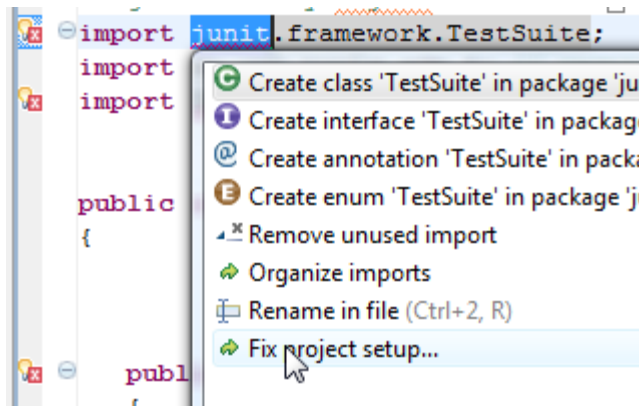 import junit.framework.TestSuite;
import
import
Create class 'TestSuite' in package 'ju
Create interface 'TestSuite' in package
Create annotation 'TestSuite' in packa
Create enum 'TestSuite' in package 'j
public
{
Remove unused import
Organize imports
Rename in file (Ctrl+2, R)
Fix project setup...
publ